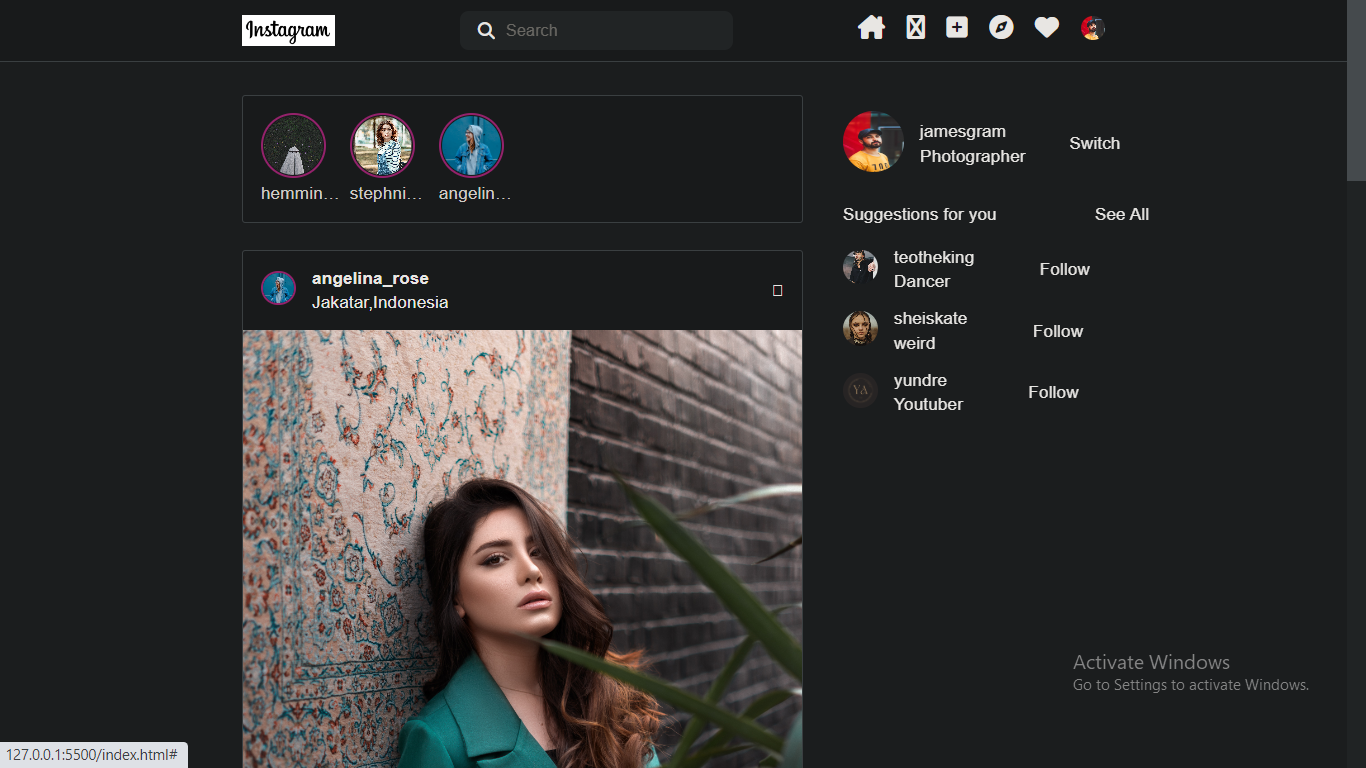 Instagram
Search
hemmin…
stephni…
angelin…
angelina_rose
Jakatar,Indonesia
jamesgram
Photographer
Switch
Suggestions for you
See All
teotheking
Dancer
Follow
sheiskate
weird
Follow
YA
yundre
Youtuber
Follow
Activate Windows
Go to Settings to activate Windows.
127.0.0.1:5500/index.html#